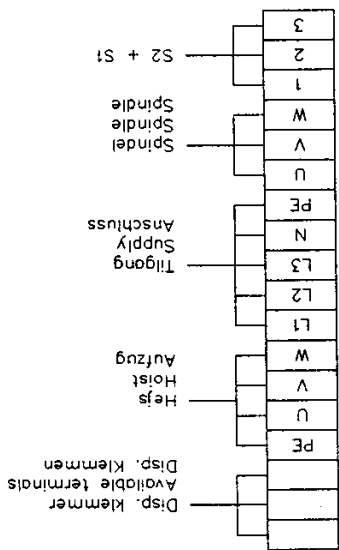 Disp. Klemmer
Available terminals
Disp. Klemmen
PE
U
V
W
Hejs
Hoist
Aufzug
L1
L2
L3
N
PE
Tilgang
Supply
Anschluss
U
V
W
Spindel
Spindle
Spindle
1
2
3
S2 + S1